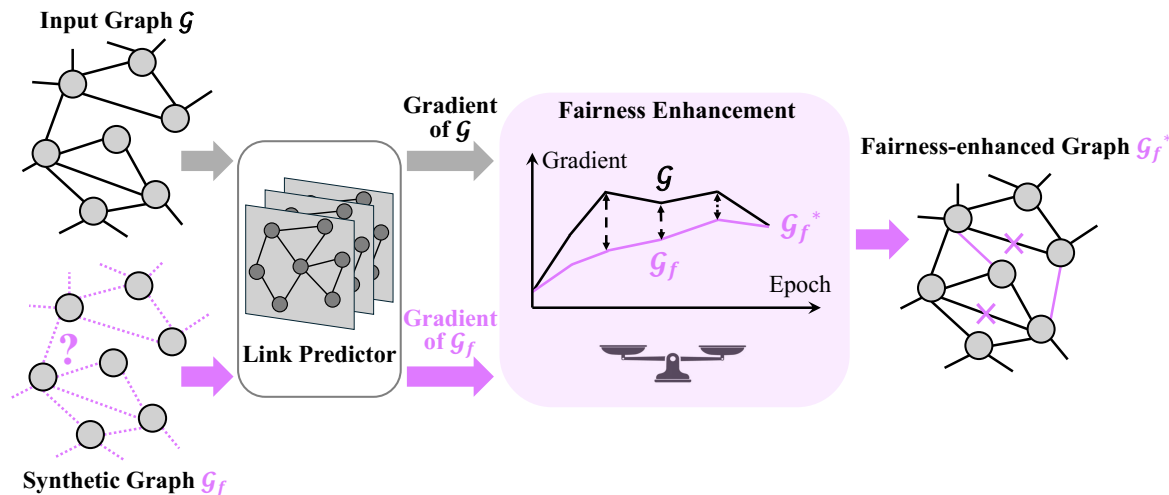 Input Graph 𝒢
Gradient
of 𝒢
Fairness Enhancement
Gradient
𝒢
𝒢f*
𝒢f
Epoch
Fairness-enhanced Graph 𝒢f*
?
Link Predictor
Gradient
of 𝒢f
Synthetic Graph 𝒢f